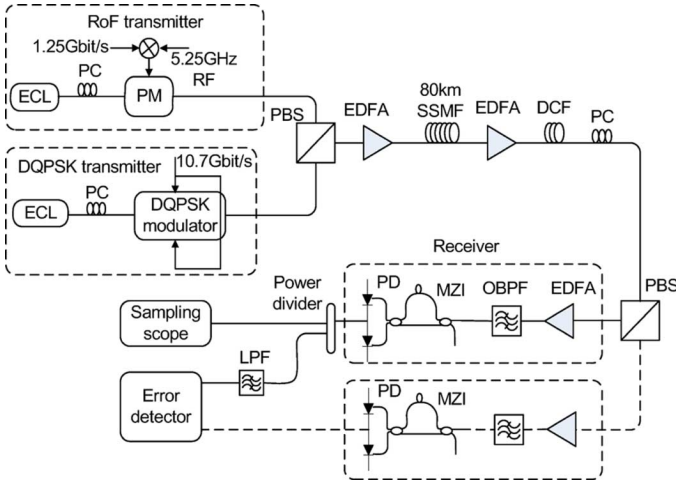 RoF transmitter
1.25Gbit/s
5.25GHz
RF
PC
ECL
PM
PBS
EDFA
80km
SSMF
EDFA
DCF
PC
DQPSK transmitter
10.7Gbit/s
PC
ECL
DQPSK
modulator
Receiver
Power
divider
PD
MZI
OBPF
EDFA
PBS
Sampling
scope
LPF
Error
detector
PD
MZI